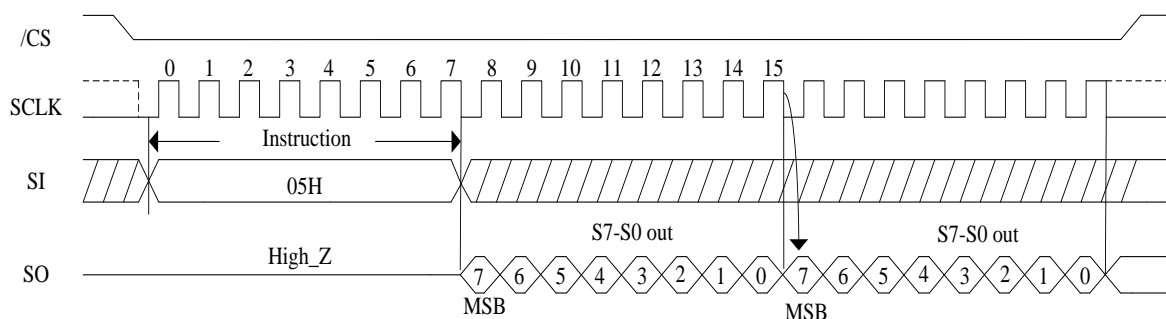 /CS
0 1 2 3 4 5 6 7 8 9 10 11 12 13 14 15
SCLK
Instruction
SI
05H
S7-S0 out S7-S0 out
High_Z
SO
7 6 5 4 3 2 1 0 7 6 5 4 3 2 1 0
MSB MSB